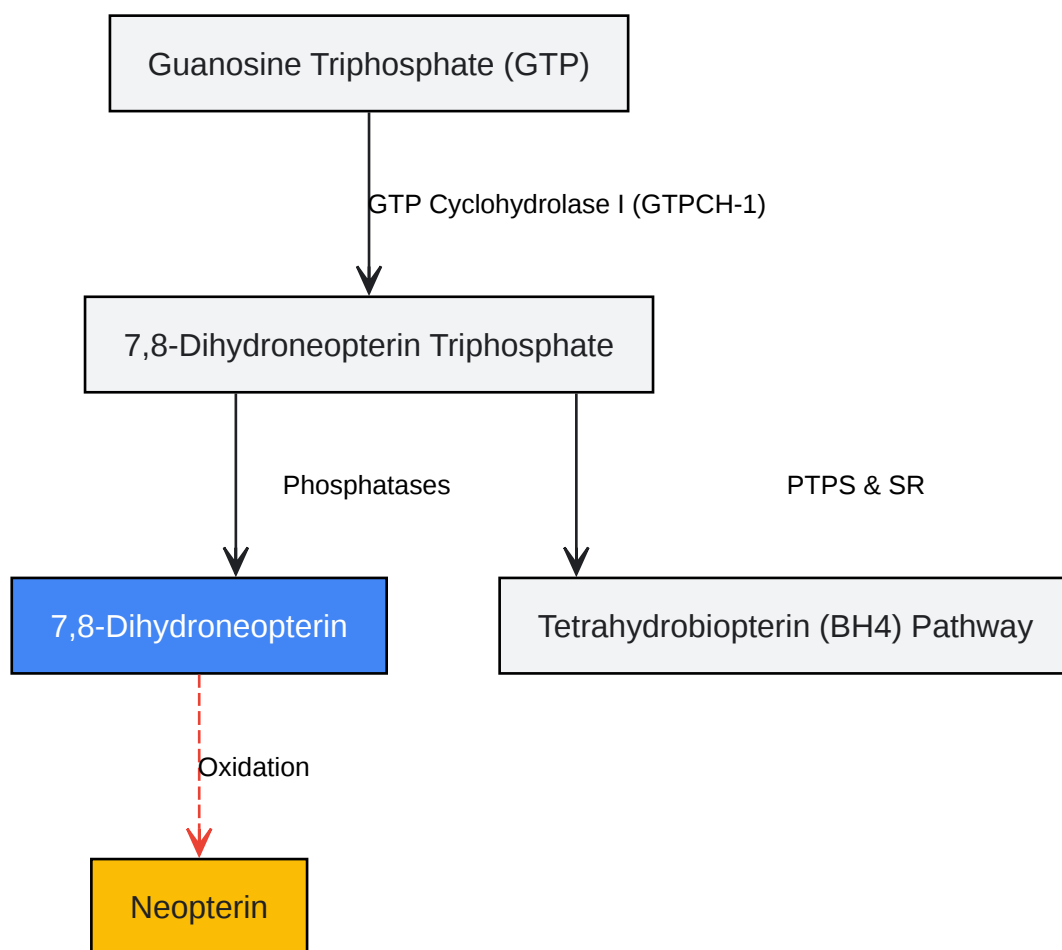 Guanosine Triphosphate (GTP)
GTP Cyclohydrolase I (GTPCH-1)
7,8-Dihydroneopterin Triphosphate
Phosphatases
PTPS & SR
7,8-Dihydroneopterin
Tetrahydrobiopterin (BH4) Pathway
Oxidation
Neopterin